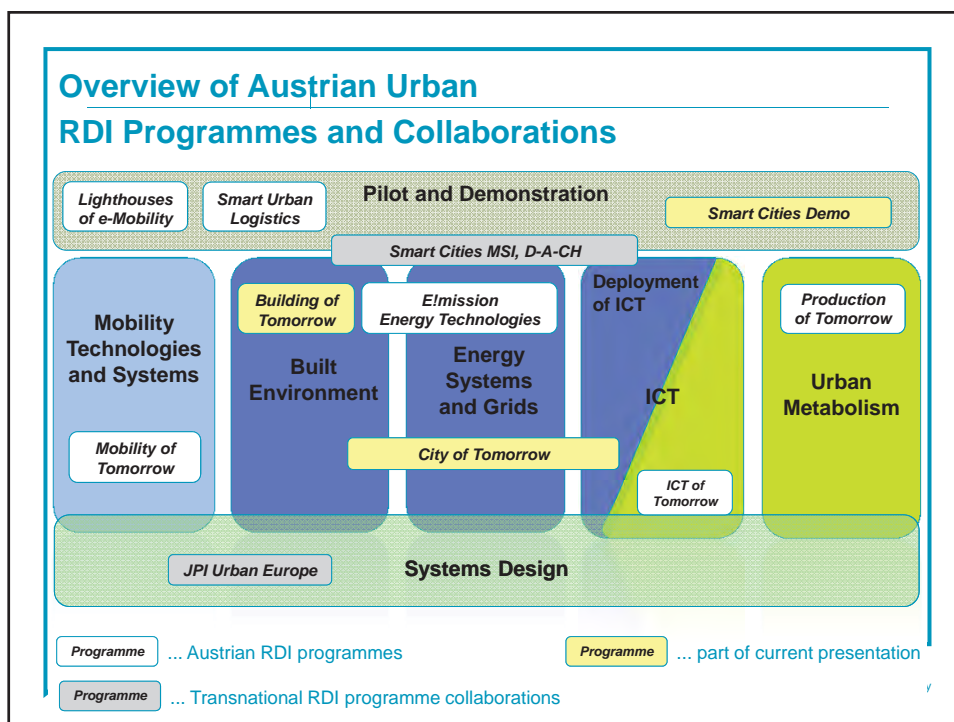 Overview of Austrian Urban
RDI Programmes and Collaborations
Lighthouses
of e-Mobility
Smart Urban
Logistics
Pilot and Demonstration
Smart Cities Demo
Smart Cities MSI, D-A-CH
Mobility
Technologies
and Systems
Mobility of
Tomorrow
Building of
Tomorrow
Built
Environment
E!mission
Energy Technologies
Energy
Systems
and Grids
City of Tomorrow
Deployment
of ICT
ICT
ICT of
Tomorrow
Production
of Tomorrow
Urban
Metabolism
JPI Urban Europe
Systems Design
Programme ... Austrian RDI programmes
Programme ... part of current presentation
Programme ... Transnational RDI programme collaborations